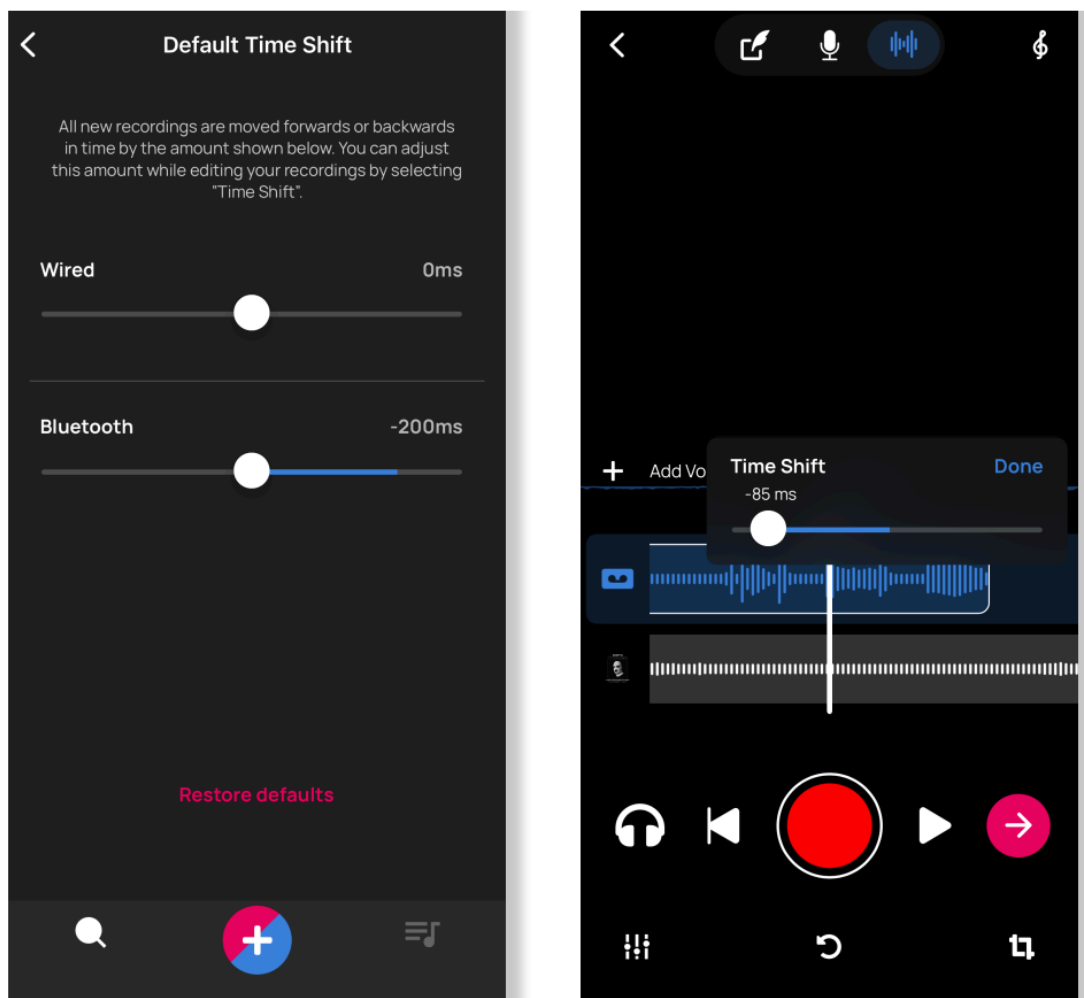 Default Time Shift
All new recordings are moved forwards or backwards
in time by the amount shown below. You can adjust
this amount while editing your recordings by selecting
"Time Shift".
Wired 0ms
Bluetooth -200ms
Restore defaults
Add Vo
Time Shift Done
-85 ms